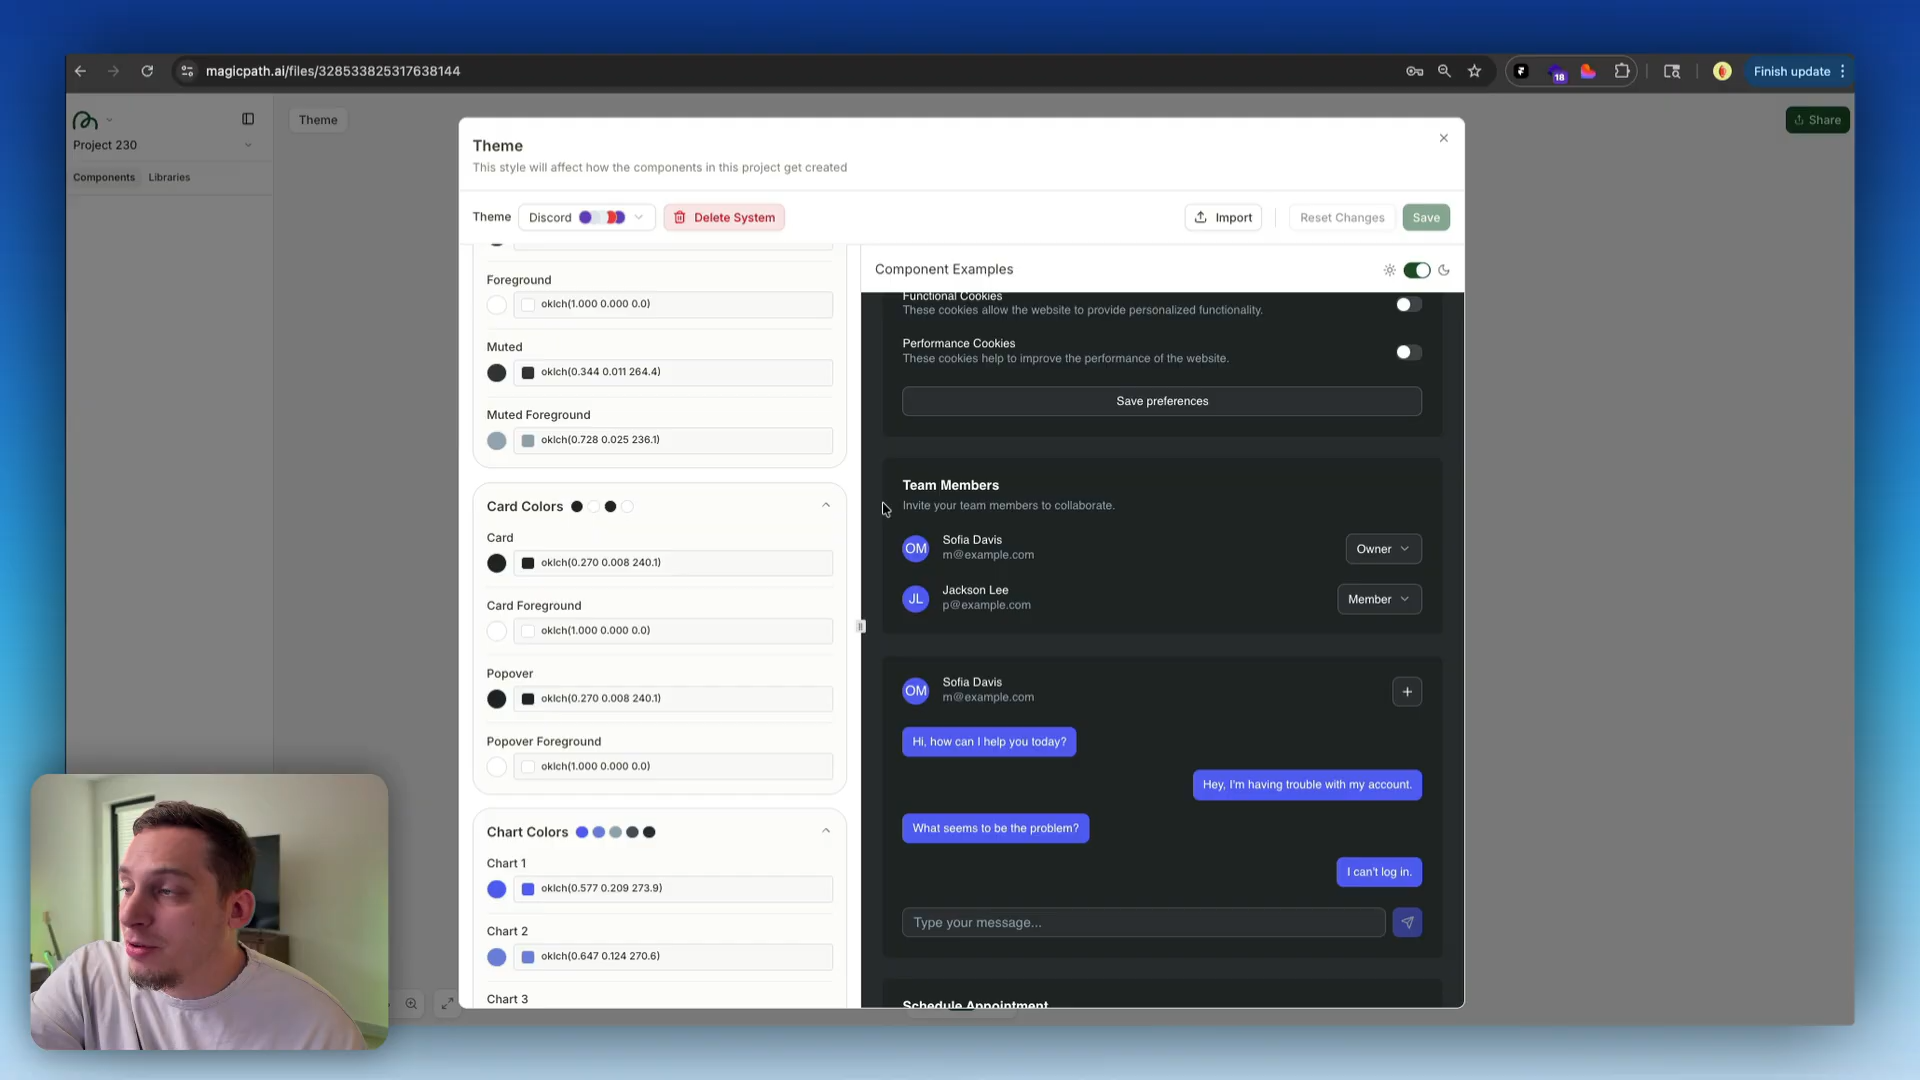 magicpath.ai/files/328533825317638144
18
Finish update
Project 230
Components
Libraries
Theme
Share
Theme
This style will affect how the components in this project get created
Theme
Discord
Delete System
Import
Reset Changes
Save
Foreground
oklch(1.000 0.000 0.0)
Muted
oklch(0.344 0.011 264.4)
Muted Foreground
oklch(0.728 0.025 236.1)
Card Colors
Card
oklch(0.270 0.008 240.1)
Card Foreground
oklch(1.000 0.000 0.0)
Popover
oklch(0.270 0.008 240.1)
Popover Foreground
oklch(1.000 0.000 0.0)
Chart Colors
Chart 1
oklch(0.577 0.209 273.9)
Chart 2
oklch(0.647 0.124 270.6)
Chart 3
Component Examples
Functional Cookies
These cookies allow the website to provide personalized functionality.
Performance Cookies
These cookies help to improve the performance of the website.
Save preferences
Team Members
Invite your team members to collaborate.
OM
Sofia Davis
m@example.com
Owner
JL
Jackson Lee
p@example.com
Member
OM
Sofia Davis
m@example.com
Hi, how can I help you today?
Hey, I'm having trouble with my account.
What seems to be the problem?
I can't log in.
Type your message...
Schedule Appointment